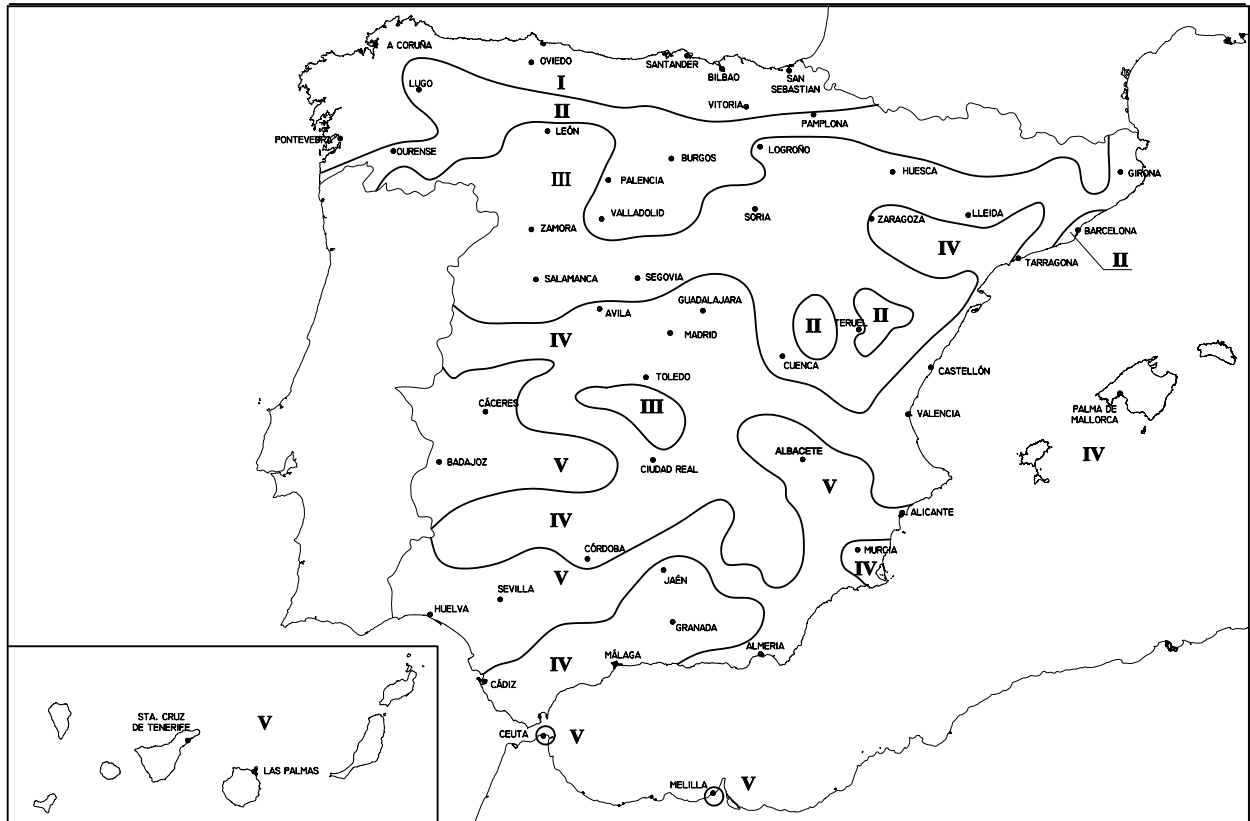 A CORUÑA
OVIEDO
SANTANDER
BILBAO
SAN
SEBASTIAN
LUGO
I
VITORIA
II
PAMPLONA
LEÓN
PONTEVEDRA
OURENSE
LOGROÑO
BURGOS
HUESCA
GIRONA
III
PALENCIA
VALLADOLID
SORIA
ZARAGOZA
LLEIDA
ZAMORA
BARCELONA
IV
II
TARRAGONA
SALAMANCA
SEGOVIA
GUADALAJARA
AVILA
II
TERUEL
II
MADRID
IV
CUENCA
CASTELLÓN
TOLEDO
CÁCERES
III
VALENCIA
PALMA DE
MALLORCA
ALBACETE
IV
BADAJOZ
V
CIUDAD REAL
V
IV
ALICANTE
CÓRDOBA
MURCIA
V
IV
JAÉN
SEVILLA
HUELVA
GRANADA
ALMERIA
MÁLAGA
IV
CÁDIZ
STA. CRUZ
DE TENERIFE
V
CEUTA
V
LAS PALMAS
MELILLA
V